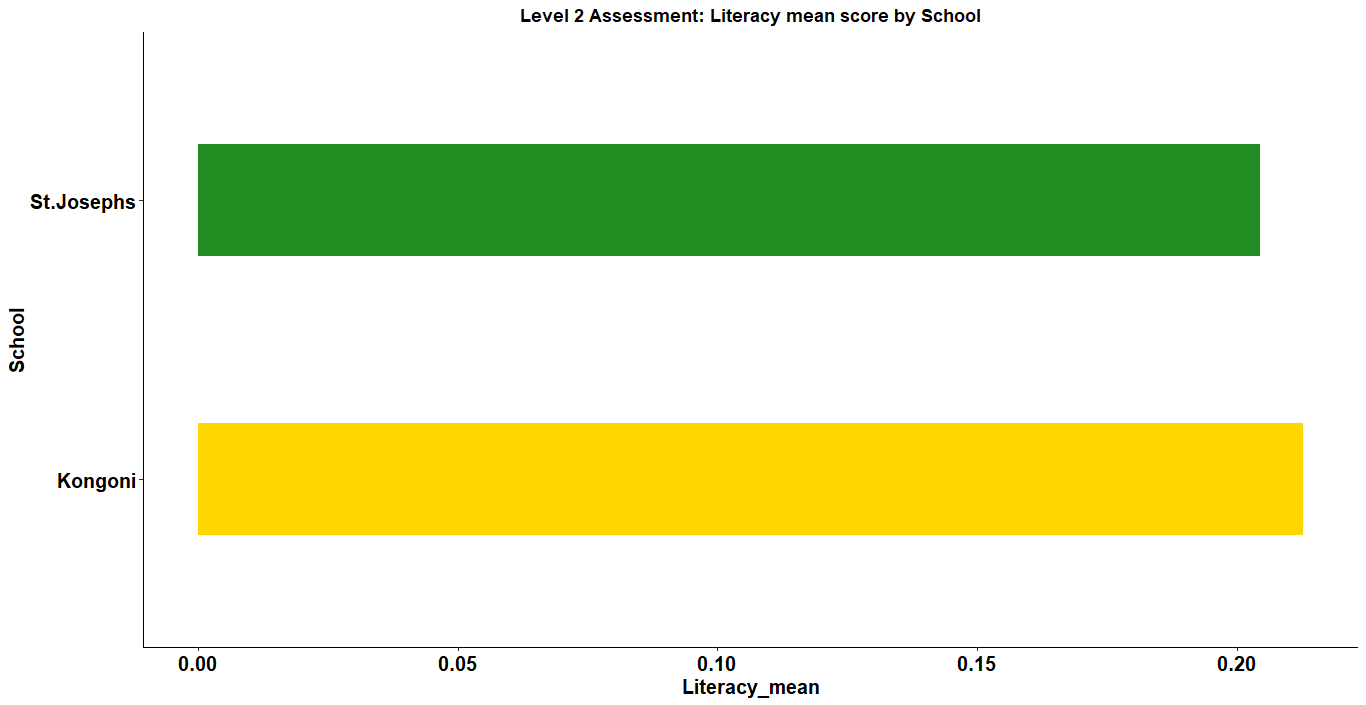 Level 2 Assessment: Literacy mean score by School
St.Josephs
School
Kongoni
0.00 0.05 0.10 0.15 0.20
Literacy_mean